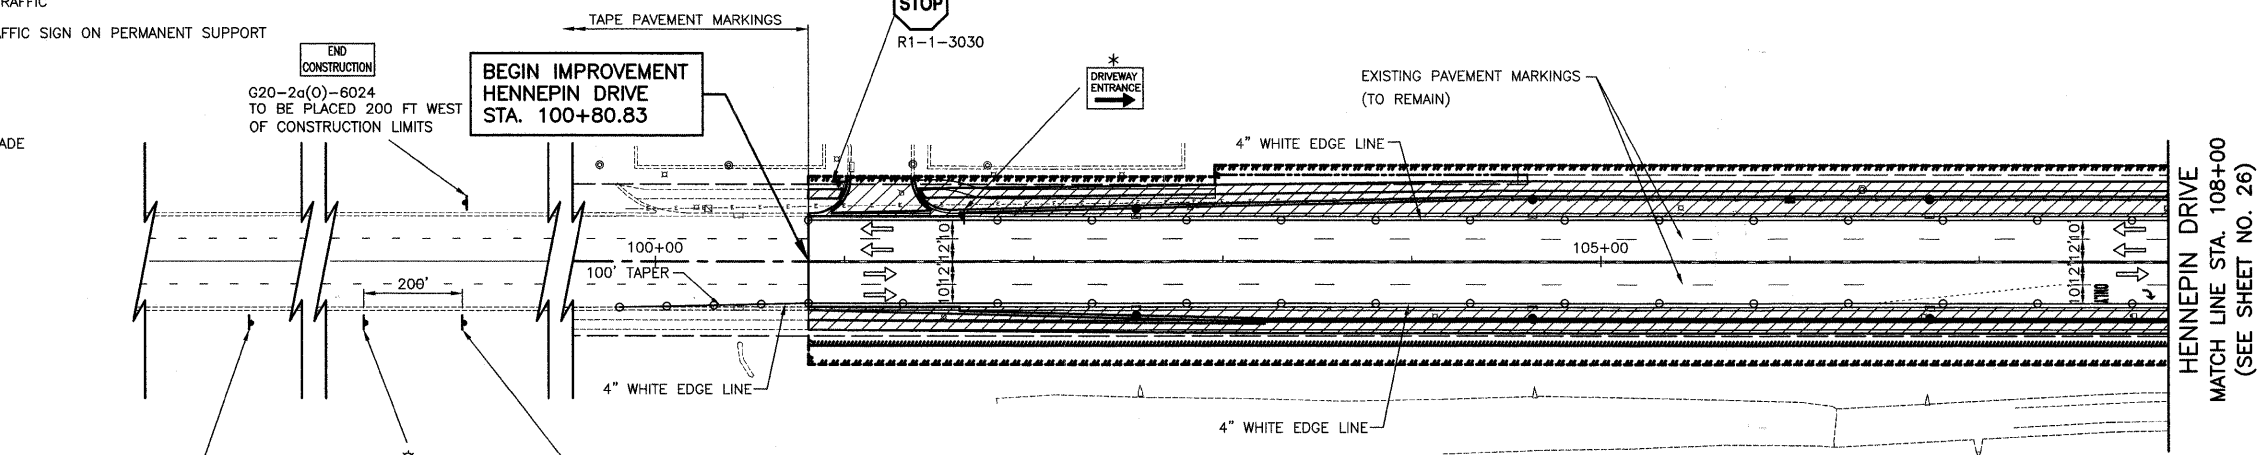 RAFFIC
AFFIC SIGN ON PERMANENT SUPPORT
ADE
END
CONSTRUCTION
G20-2a(O)-6024
TO BE PLACED 200 FT WEST
OF CONSTRUCTION LIMITS
TAPE PAVEMENT MARKINGS
BEGIN IMPROVEMENT
HENNEPIN DRIVE
STA. 100+80.83
STOP
R1-1-3030
*
DRIVEWAY
ENTRANCE
EXISTING PAVEMENT MARKINGS
(TO REMAIN)
4" WHITE EDGE LINE
100+00
105+00
100' TAPER
200'
10'
12'
12'
10'
10'
12'
12'
10'
ONLY
4" WHITE EDGE LINE
4" WHITE EDGE LINE
HENNEPIN DRIVE
MATCH LINE STA. 108+00
(SEE SHEET NO. 26)